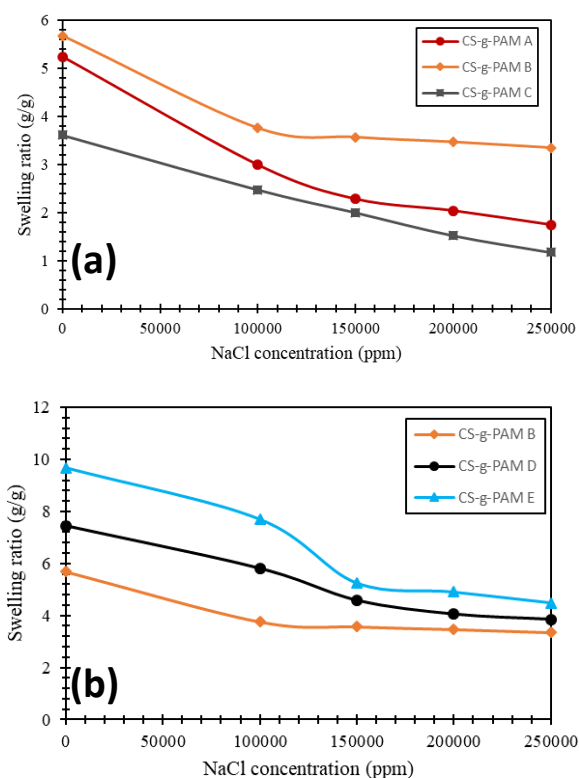 6
5
4
3
2
1
0
Swelling ratio (g/g)
CS-g-PAM A
CS-g-PAM B
CS-g-PAM C
(a)
0 50000 100000 150000 200000 250000
NaCl concentration (ppm)
12
10
8
6
4
2
0
Swelling ratio (g/g)
CS-g-PAM B
CS-g-PAM D
CS-g-PAM E
(b)
0 50000 100000 150000 200000 250000
NaCl concentration (ppm)